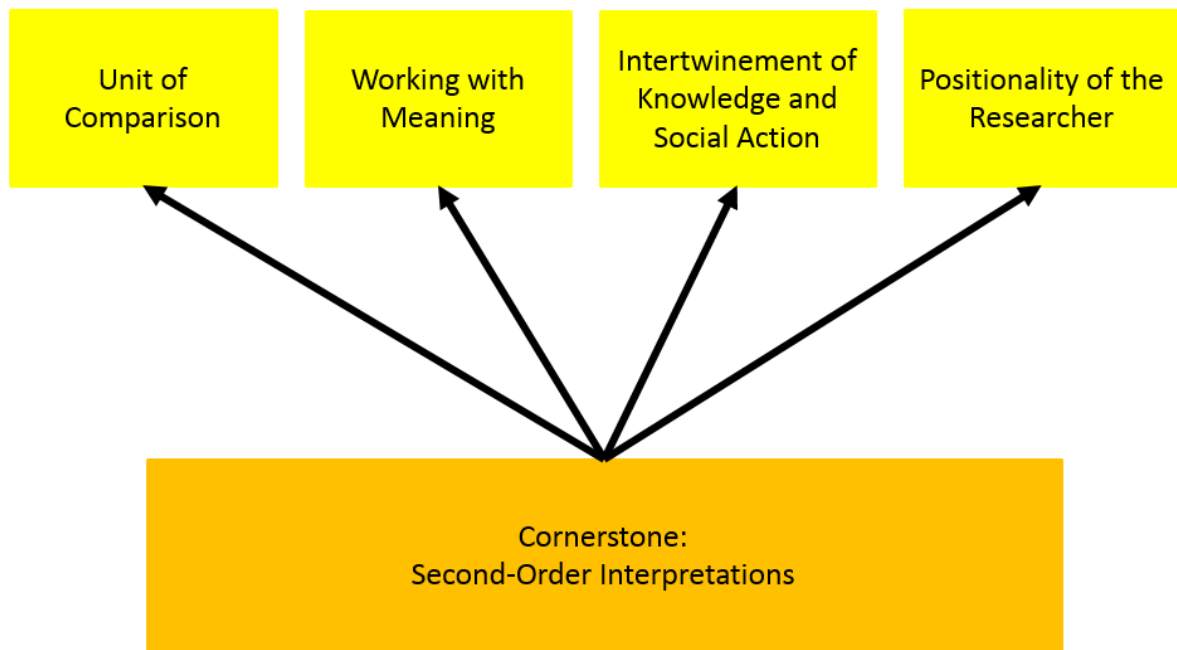 Unit of
Comparison
Working with
Meaning
Intertwinement of
Knowledge and
Social Action
Positionality of the
Researcher
Cornerstone:
Second-Order Interpretations